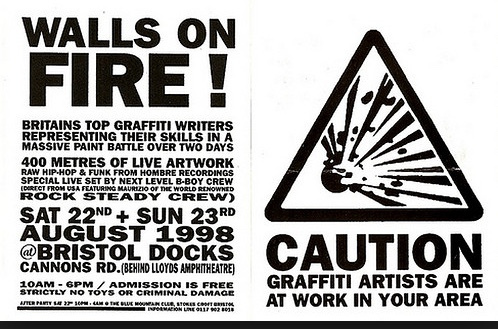 WALLS ON
FIRE!
BRITAINS TOP GRAFFITI WRITERS
REPRESENTING THEIR SKILLS IN A
MASSIVE PAINT BATTLE OVER TWO DAYS
400 METRES OF LIVE ARTWORK
RAW HIP-HOP & FUNK FROM HOMBRE RECORDINGS
SPECIAL LIVE SET BY NEXT LEVEL B-BOY CREW
(DIRECT FROM USA FEATURING MAURIZIO OF THE WORLD RENOWNED
ROCK STEADY CREW)
SAT 22ND + SUN 23RD
AUGUST 1998
@ BRISTOL DOCKS
CANNONS RD. (BEHIND LLOYDS AMPHITHEATRE)
10AM - 6PM / ADMISSION IS FREE
STRICTLY NO TOYS OR CRIMINAL DAMAGE
AFTER PARTY SAT 22ND 10PM - 4AM @ THE BLUE MOUNTAIN CLUB, STOKES CROFT BRISTOL
INFORMATION LINE 0117 902 8018
CAUTION
GRAFFITI ARTISTS ARE
AT WORK IN YOUR AREA